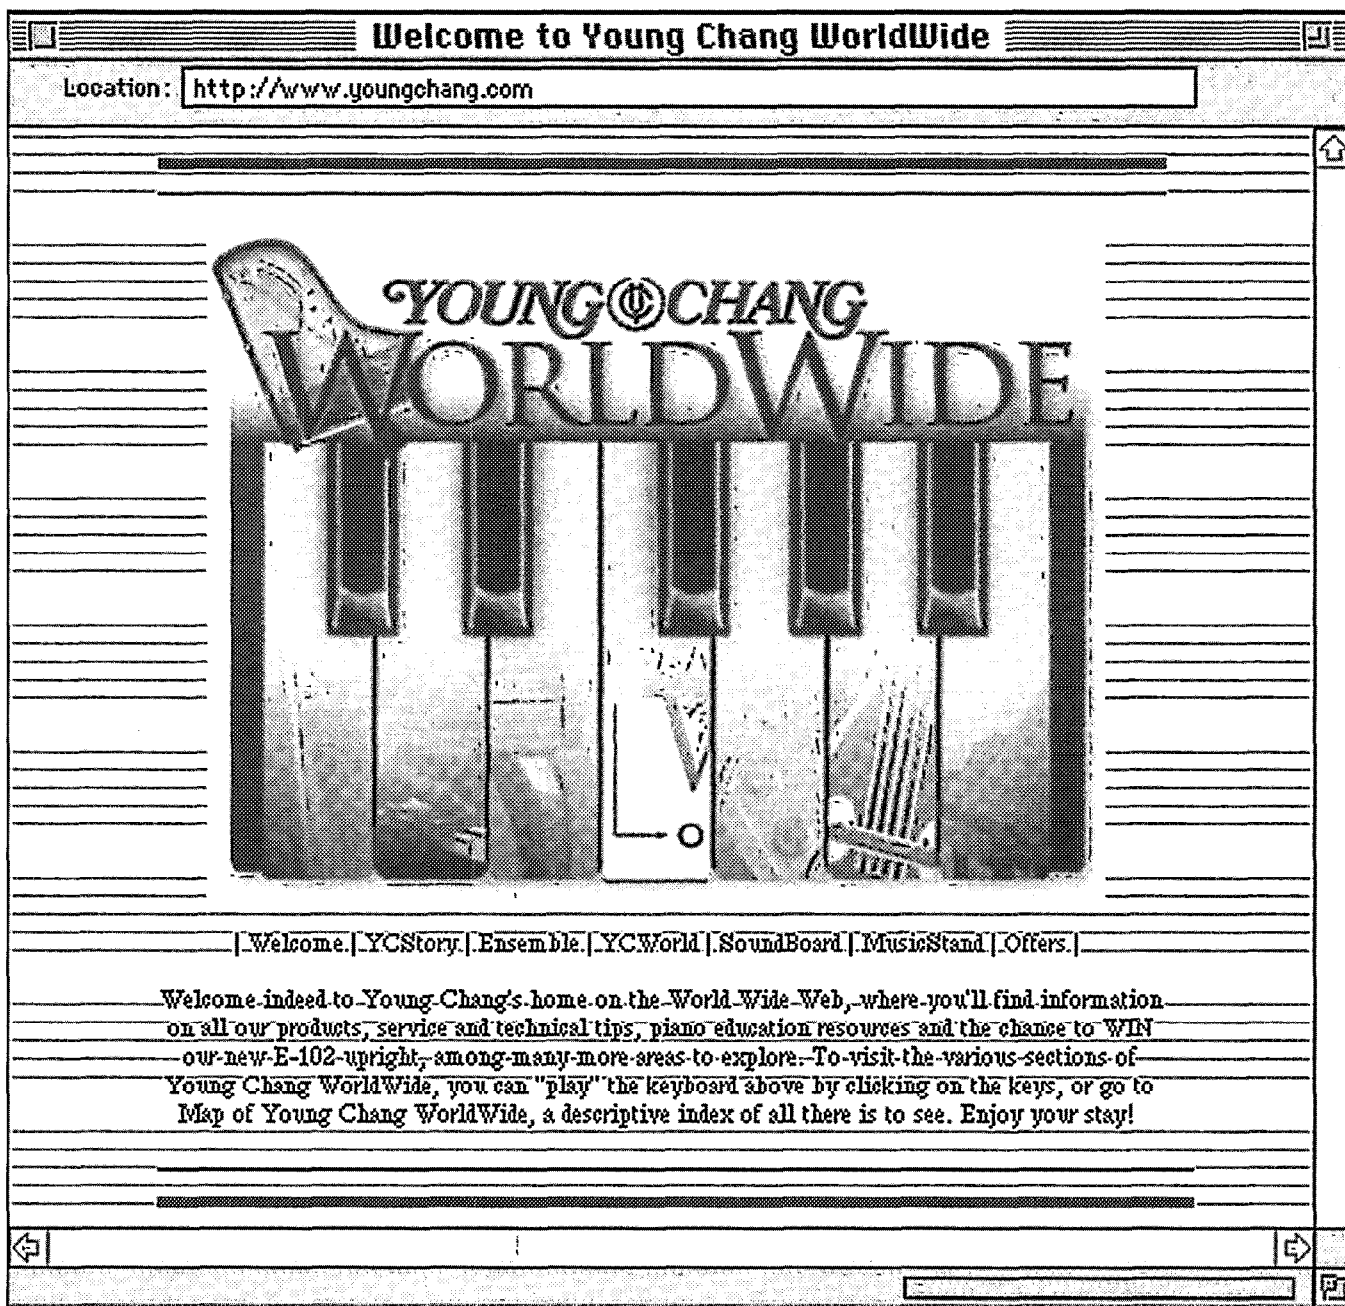 Welcome to Young Chang WorldWide
Location: http://www.youngchang.com
YOUNG CHANG
WORLDWIDE
| Welcome | YCStory | Ensemble | YCWorld | SoundBoard | MusicStand | Offers |
Welcome indeed to Young Chang's home on the World Wide Web, where you'll find information
on all our products, service and technical tips, piano education resources and the chance to WIN
our new E-102 upright, among many more areas to explore. To visit the various sections of
Young Chang WorldWide, you can "play" the keyboard above by clicking on the keys, or go to
Map of Young Chang WorldWide, a descriptive index of all there is to see. Enjoy your stay!